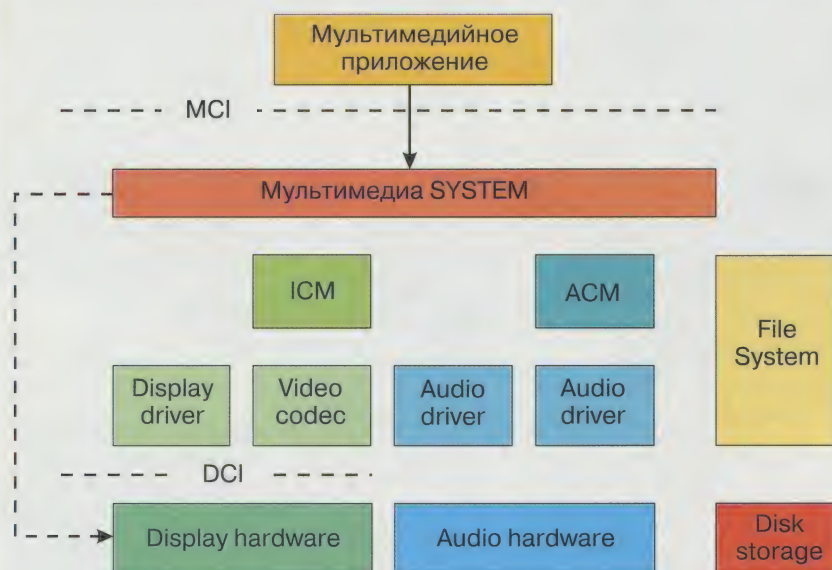 Мультимедийное
приложение
MCI
Мультимедиа SYSTEM
ICM
ACM
File
System
Display
driver
Video
codec
Audio
driver
Audio
driver
DCI
Display hardware
Audio hardware
Disk
storage